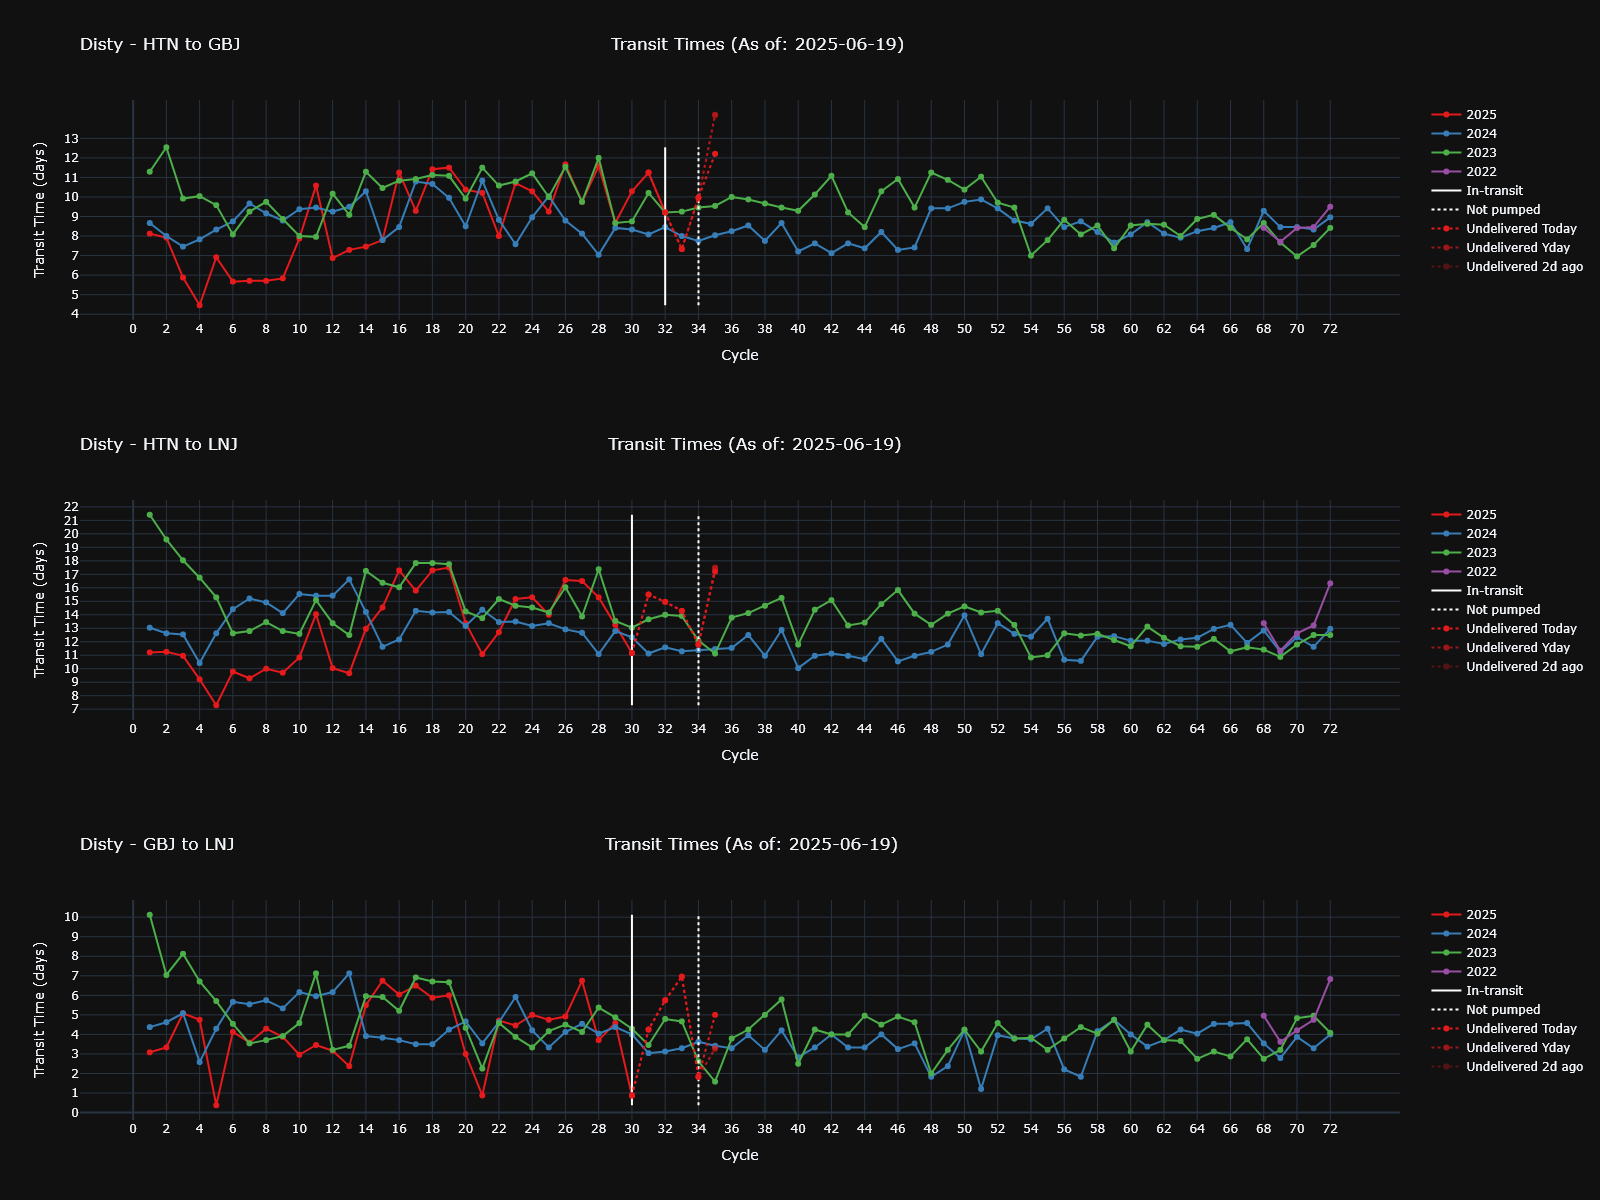 Disty - HTN to GBJ
Transit Times (As of: 2025-06-19)
Transit Time (days)
13
12
11
10
9
8
7
6
5
4
0 2 4 6 8 10 12 14 16 18 20 22 24 26 28 30 32 34 36 38 40 42 44 46 48 50 52 54 56 58 60 62 64 66 68 70 72
Cycle
2025
2024
2023
2022
In-transit
Not pumped
Undelivered Today
Undelivered Yday
Undelivered 2d ago
Disty - HTN to LNJ
Transit Times (As of: 2025-06-19)
Transit Time (days)
22
21
20
19
18
17
16
15
14
13
12
11
10
9
8
7
0 2 4 6 8 10 12 14 16 18 20 22 24 26 28 30 32 34 36 38 40 42 44 46 48 50 52 54 56 58 60 62 64 66 68 70 72
Cycle
2025
2024
2023
2022
In-transit
Not pumped
Undelivered Today
Undelivered Yday
Undelivered 2d ago
Disty - GBJ to LNJ
Transit Times (As of: 2025-06-19)
Transit Time (days)
10
9
8
7
6
5
4
3
2
1
0
0 2 4 6 8 10 12 14 16 18 20 22 24 26 28 30 32 34 36 38 40 42 44 46 48 50 52 54 56 58 60 62 64 66 68 70 72
Cycle
2025
2024
2023
2022
In-transit
Not pumped
Undelivered Today
Undelivered Yday
Undelivered 2d ago